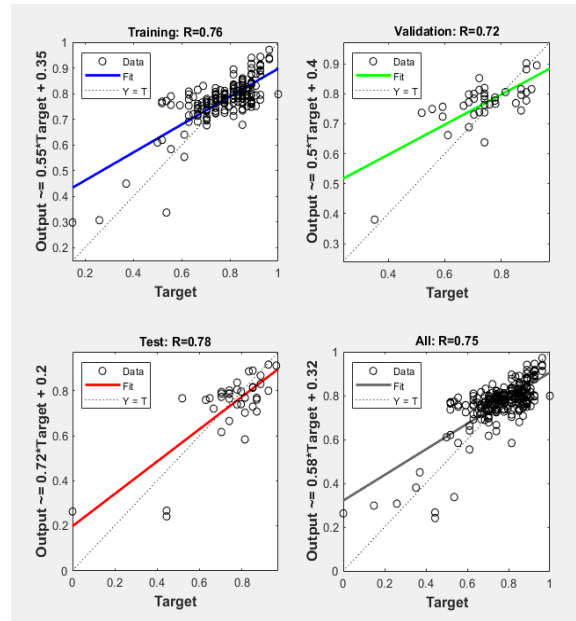 Training: R=0.76
Output ~= 0.55*Target + 0.35
1
0.9
0.8
0.7
0.6
0.5
0.4
0.3
0.2
Data
Fit
Y = T
0.2
0.4
0.6
0.8
1
Target
Validation: R=0.72
Output ~= 0.5*Target + 0.4
0.9
0.8
0.7
0.6
0.5
0.4
0.3
Data
Fit
Y = T
0.4
0.6
0.8
Target
Test: R=0.78
Output ~= 0.72*Target + 0.2
0.8
0.6
0.4
0.2
0
Data
Fit
Y = T
0
0.2
0.4
0.6
0.8
Target
All: R=0.75
Output ~= 0.58*Target + 0.32
1
0.8
0.6
0.4
0.2
0
Data
Fit
Y = T
0
0.2
0.4
0.6
0.8
1
Target